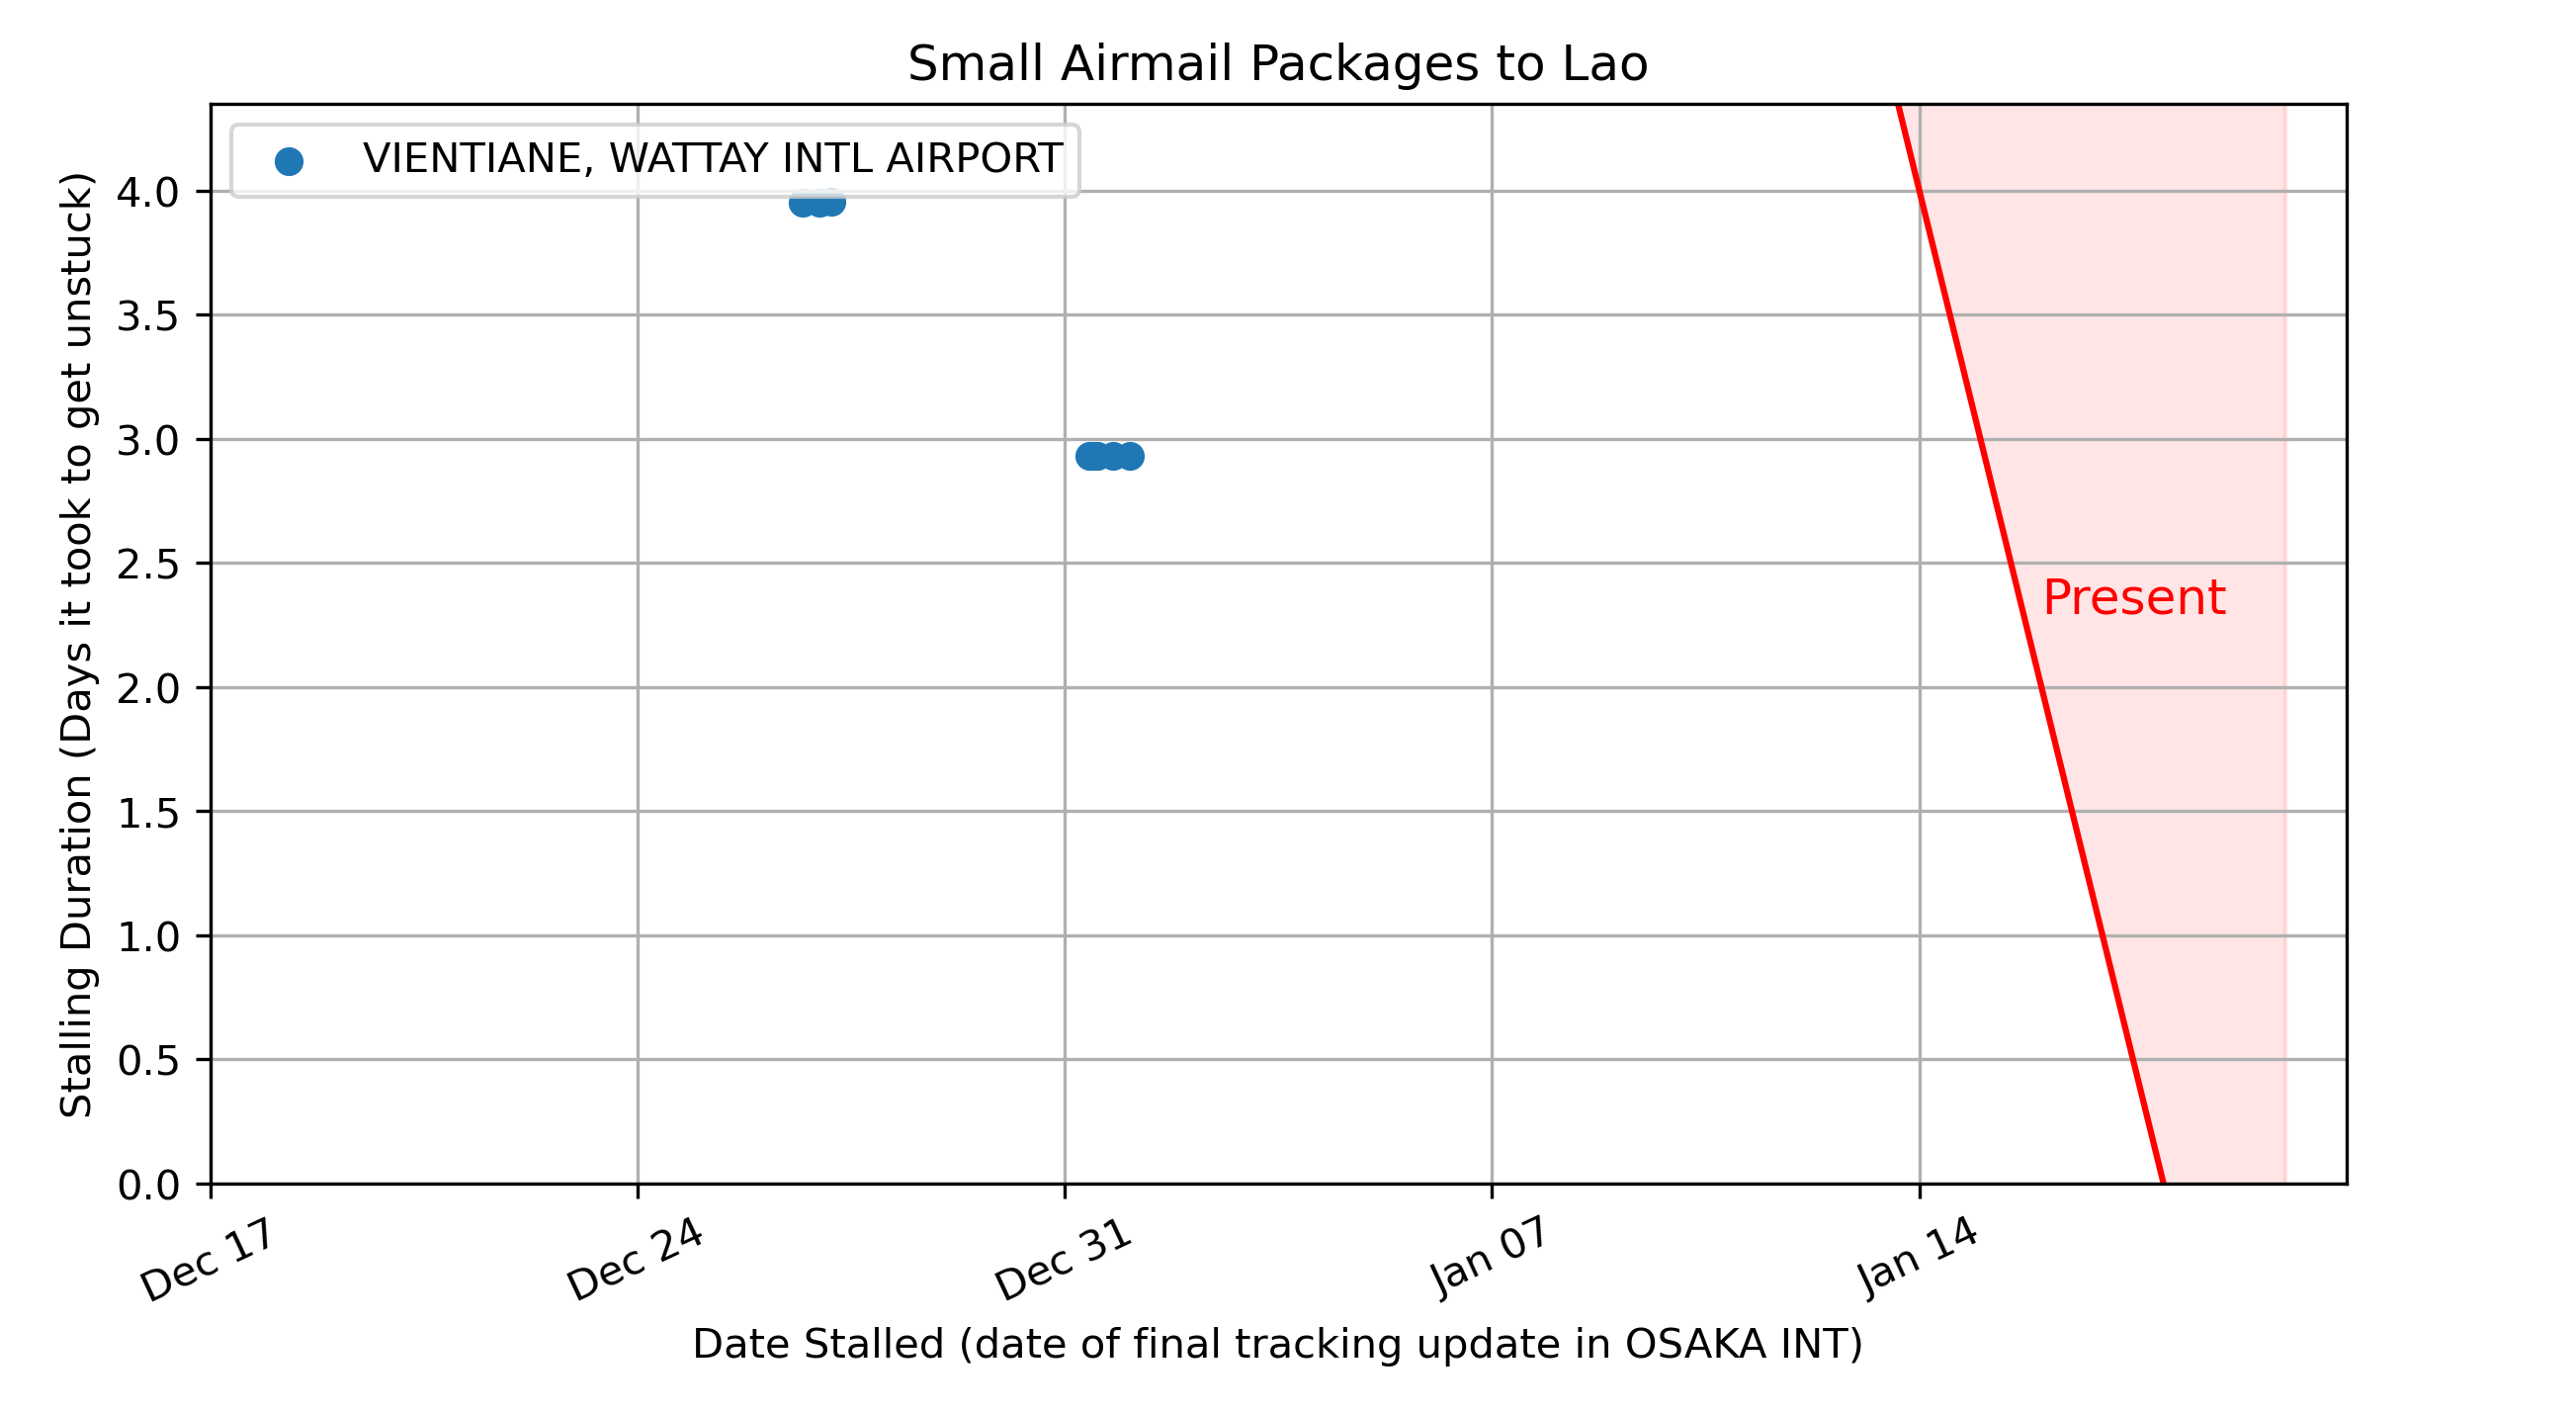 Small Airmail Packages to Lao
VIENTIANE, WATTAY INTL AIRPORT
Stalling Duration (Days it took to get unstuck)
4.0
3.5
3.0
2.5
2.0
1.5
1.0
0.5
0.0
Present
Dec 17
Dec 24
Dec 31
Jan 07
Jan 14
Date Stalled (date of final tracking update in OSAKA INT)